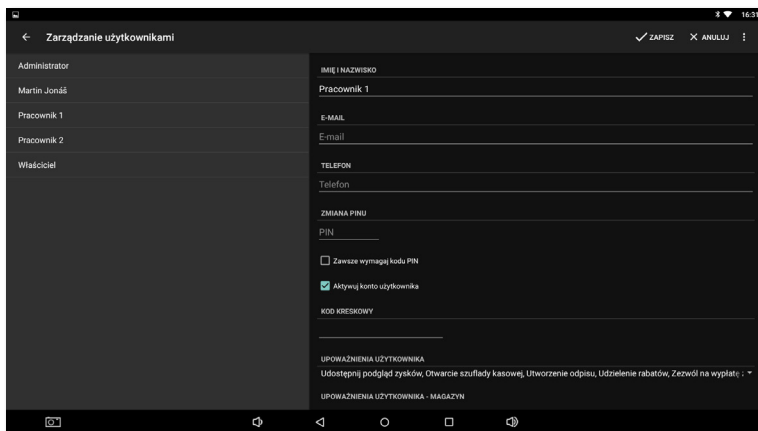 16:31
Zarządzanie użytkownikami
ZAPISZ
ANULUJ
Administrator
Martin Jonáš
Pracownik 1
Pracownik 2
Właściciel
IMIĘ I NAZWISKO
Pracownik 1
E-MAIL
E-mail
TELEFON
Telefon
ZMIANA PINU
PIN
Zawsze wymagaj kodu PIN
Aktywuj konto użytkownika
KOD KRESKOWY
UPOWAŻNIENIA UŻYTKOWNIKA
Udostępnij podgląd zysków, Otwarcie szuflady kasowej, Utworzenie odpisu, Udzielenie rabatów, Zezwól na wypłatę
UPOWAŻNIENIA UŻYTKOWNIKA - MAGAZYN